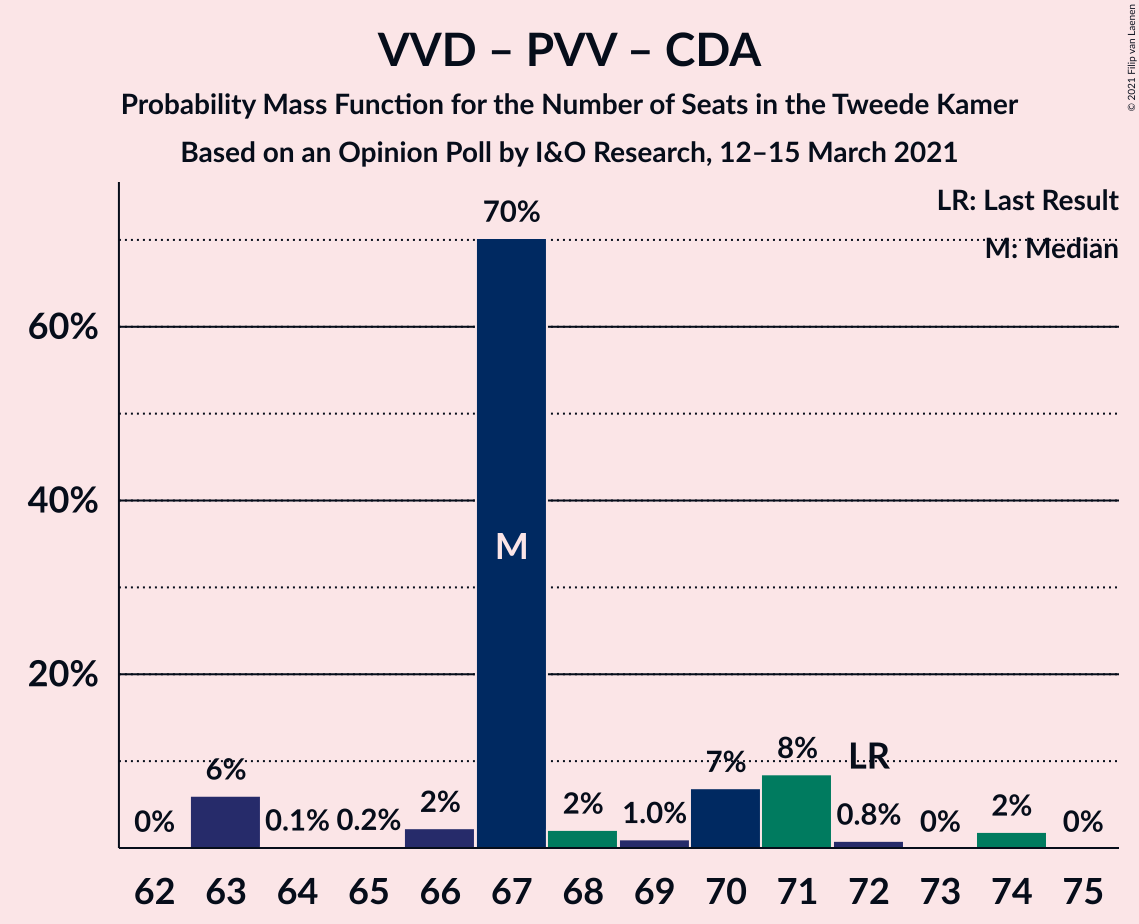 VVD – PVV – CDA
Probability Mass Function for the Number of Seats in the Tweede Kamer
Based on an Opinion Poll by I&O Research, 12–15 March 2021
© 2021 Filip van Laenen
LR: Last Result
M: Median
60%
40%
20%
0%
6%
0.1%
0.2%
2%
70%
M
2%
1.0%
7%
8%
LR
0.8%
0%
2%
0%
62 63 64 65 66 67 68 69 70 71 72 73 74 75